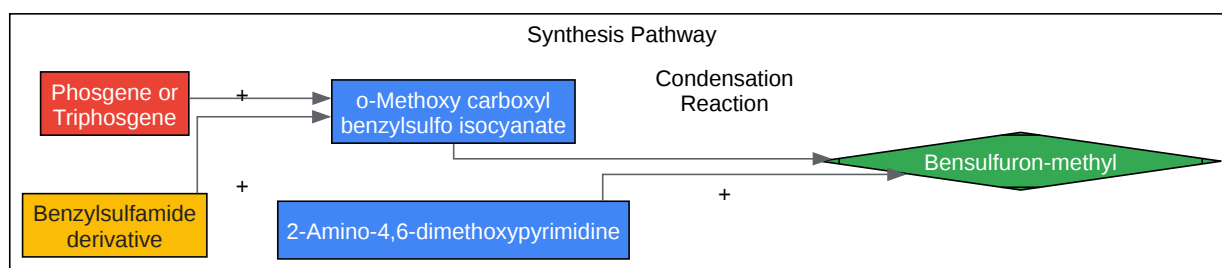 Synthesis Pathway
Phosgene or
Triphosgene
+
o-Methoxy carboxyl
benzylsulfo isocyanate
Condensation
Reaction
Bensulfuron-methyl
+
+
Benzylsulfamide
derivative
2-Amino-4,6-dimethoxypyrimidine